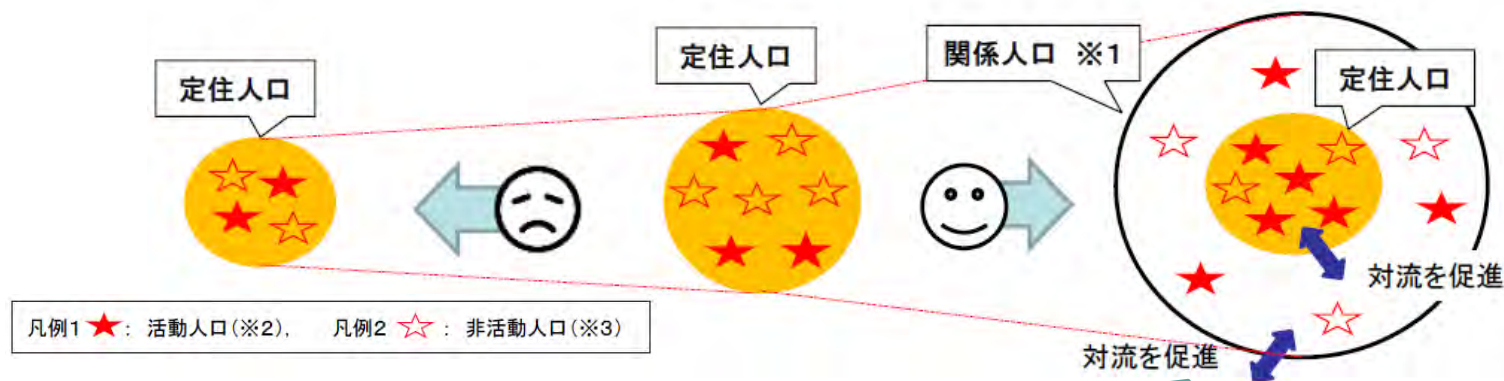 定住人口
定住人口
関係人口 ※1
定住人口
対流を促進
凡例1 ★： 活動人口(※2)， 凡例2 ☆： 非活動人口(※3)
対流を促進